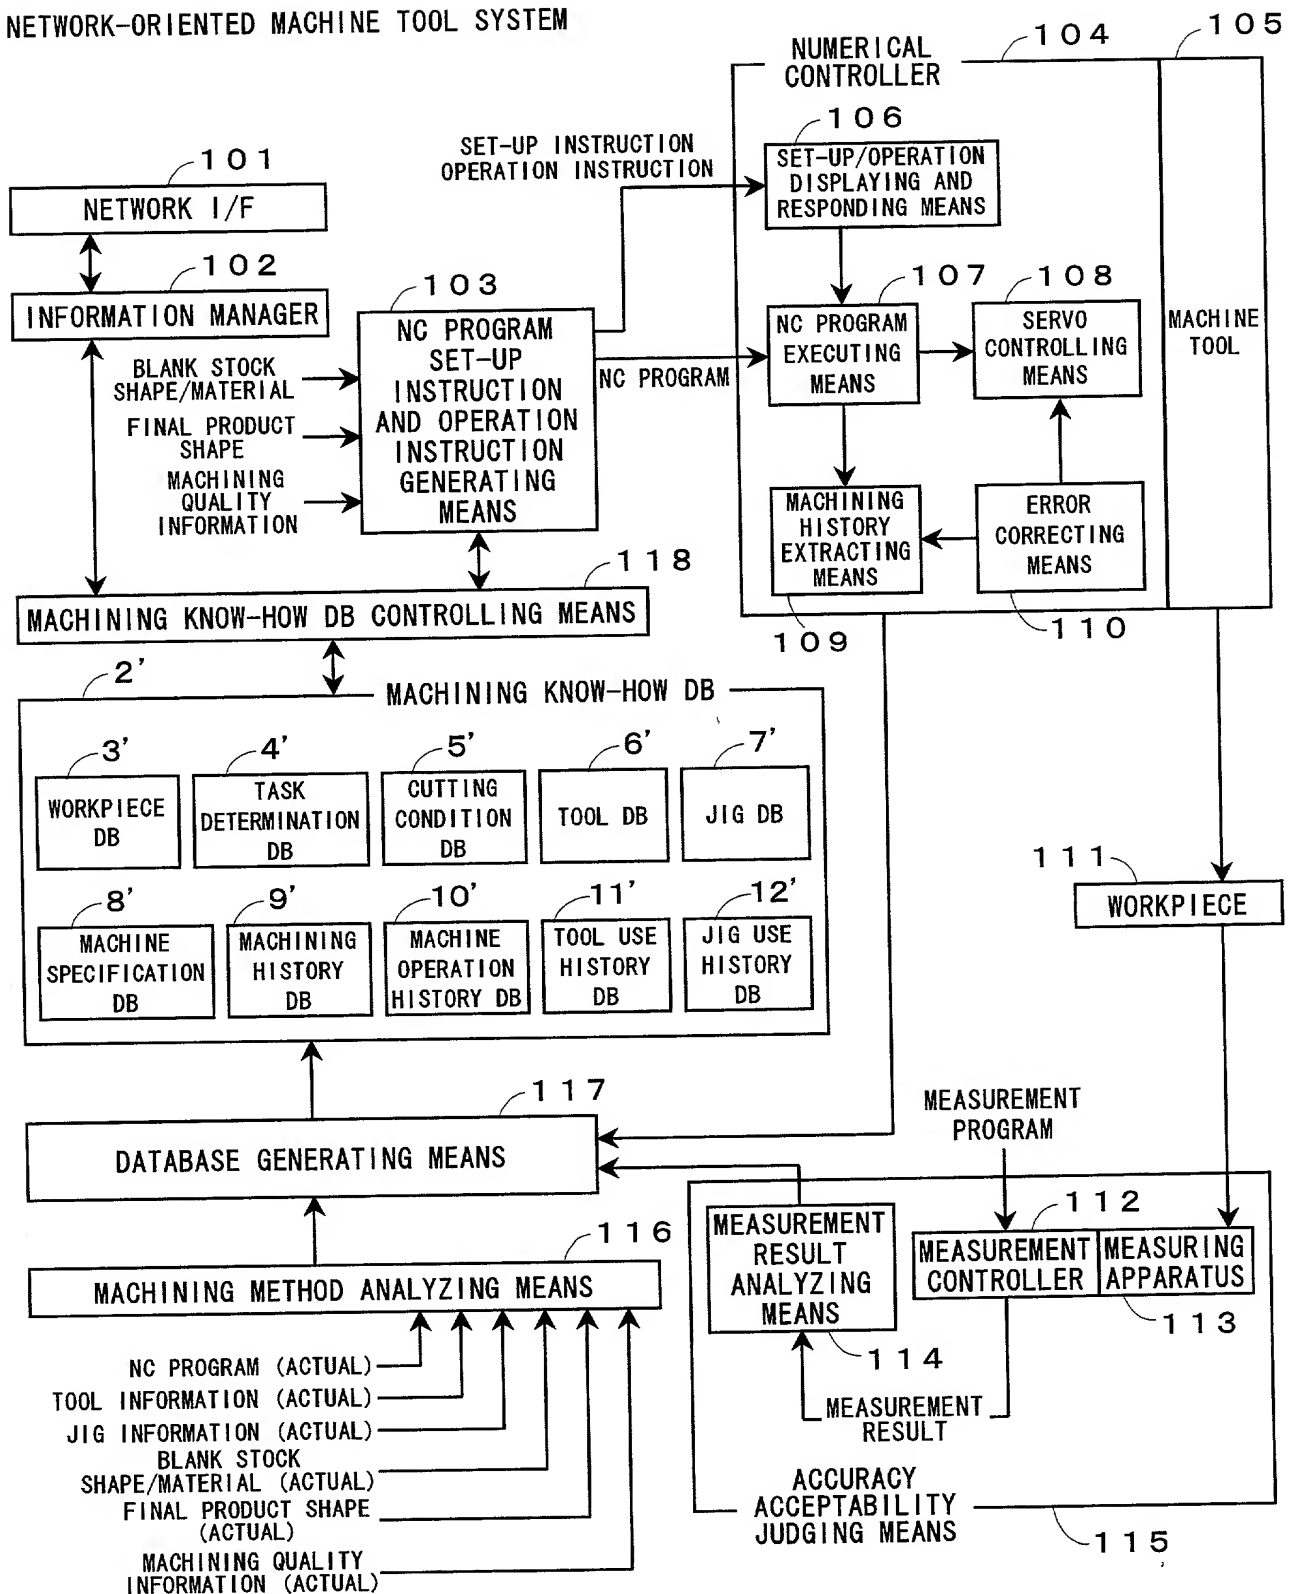 NETWORK-ORIENTED MACHINE TOOL SYSTEM
NUMERICAL
CONTROLLER
104
105
106
SET-UP INSTRUCTION
OPERATION INSTRUCTION
SET-UP/OPERATION
DISPLAYING AND
RESPONDING MEANS
101
NETWORK I/F
102
INFORMATION MANAGER
103
NC PROGRAM
SET-UP
INSTRUCTION
AND OPERATION
INSTRUCTION
GENERATING
MEANS
BLANK STOCK
SHAPE/MATERIAL
FINAL PRODUCT
SHAPE
MACHINING
QUALITY
INFORMATION
NC PROGRAM
107
NC PROGRAM
EXECUTING
MEANS
108
SERVO
CONTROLLING
MEANS
MACHINE
TOOL
MACHINING
HISTORY
EXTRACTING
MEANS
109
ERROR
CORRECTING
MEANS
110
118
MACHINING KNOW-HOW DB CONTROLLING MEANS
2'
MACHINING KNOW-HOW DB
3'
WORKPIECE
DB
4'
TASK
DETERMINATION
DB
5'
CUTTING
CONDITION
DB
6'
TOOL DB
7'
JIG DB
8'
MACHINE
SPECIFICATION
DB
9'
MACHINING
HISTORY
DB
10'
MACHINE
OPERATION
HISTORY DB
11'
TOOL USE
HISTORY
DB
12'
JIG USE
HISTORY
DB
111
WORKPIECE
117
DATABASE GENERATING MEANS
MEASUREMENT
PROGRAM
116
MACHINING METHOD ANALYZING MEANS
MEASUREMENT
RESULT
ANALYZING
MEANS
114
112
MEASUREMENT
CONTROLLER
MEASURING
APPARATUS
113
MEASUREMENT
RESULT
NC PROGRAM (ACTUAL)
TOOL INFORMATION (ACTUAL)
JIG INFORMATION (ACTUAL)
BLANK STOCK
SHAPE/MATERIAL (ACTUAL)
FINAL PRODUCT SHAPE
(ACTUAL)
MACHINING QUALITY
INFORMATION (ACTUAL)
ACCURACY
ACCEPTABILITY
JUDGING MEANS
115